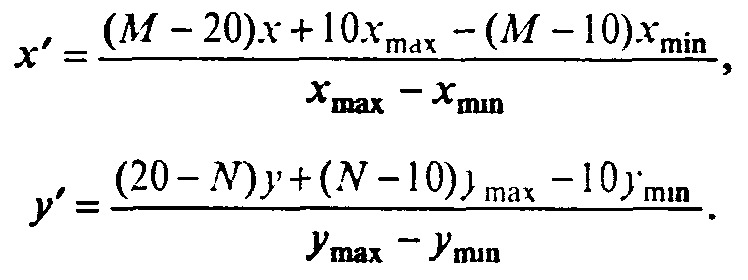 x′ = ((M − 20)x + 10x_max − (M − 10)x_min) / (x_max − x_min),
y′ = ((20 − N)y + (N − 10)y_max − 10y_min) / (y_max − y_min).